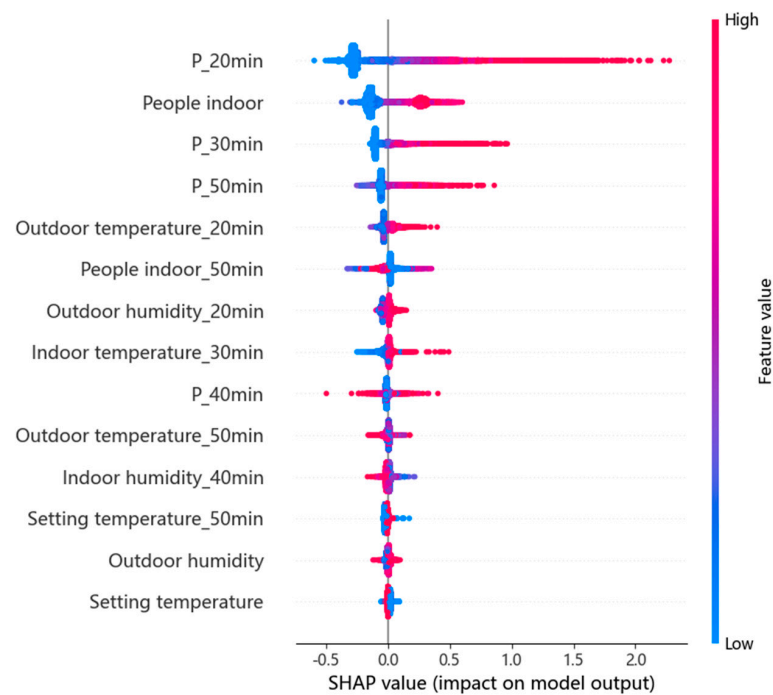 High
P_20min
People indoor
P_30min
P_50min
Outdoor temperature_20min
People indoor_50min
Outdoor humidity_20min
Indoor temperature_30min
P_40min
Outdoor temperature_50min
Indoor humidity_40min
Setting temperature_50min
Outdoor humidity
Setting temperature
Feature value
Low
-0.5 0.0 0.5 1.0 1.5 2.0
SHAP value (impact on model output)